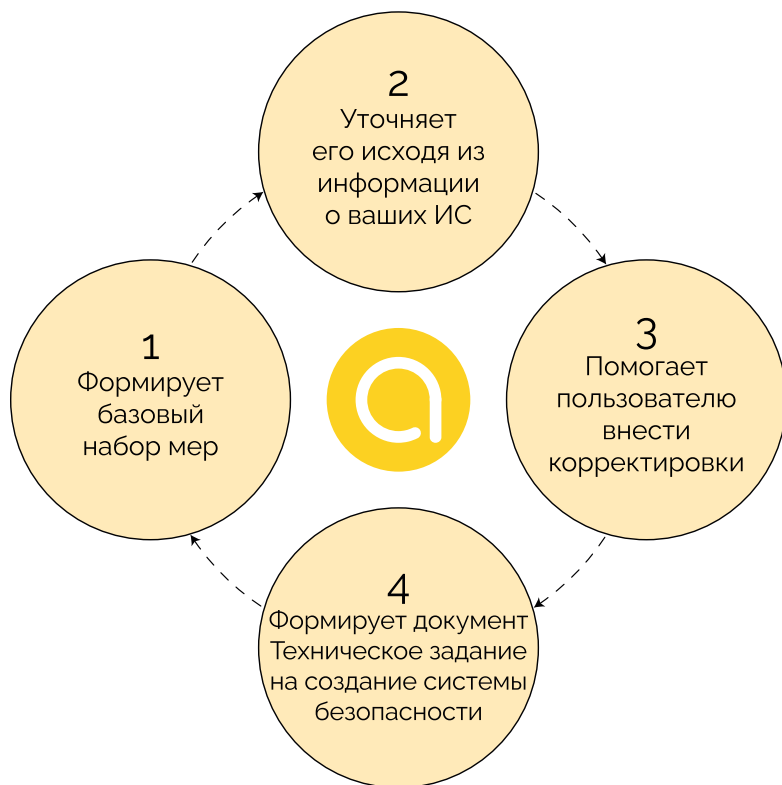 1
Формирует
базовый
набор мер
2
Уточняет
его исходя из
информации
о ваших ИС
3
Помогает
пользователю
внести
корректировки
4
Формирует документ
Техническое задание
на создание системы
безопасности